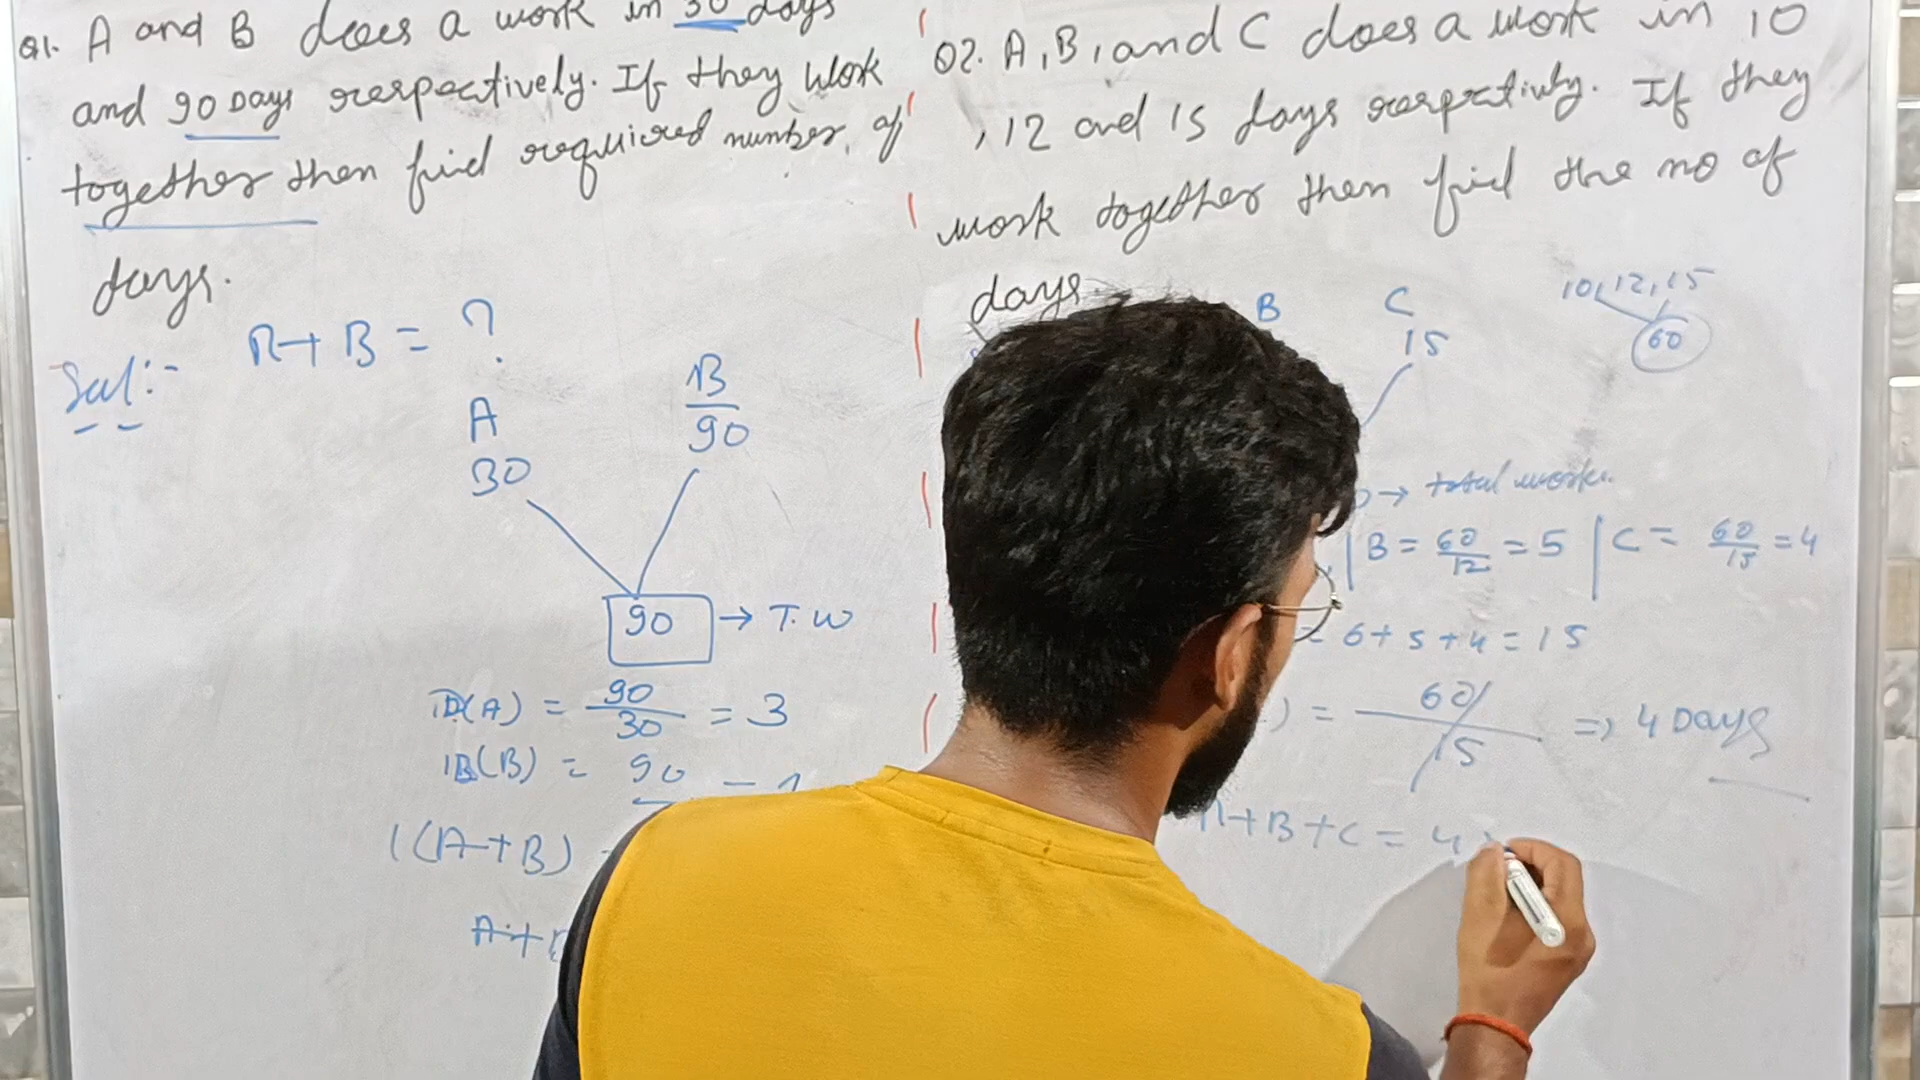 Q1. A and B does a work in 30 days
and 90 Days respectively. If they work
together then find required number of
days.
Sol:-
A+B = ?
A
30
B
90
90 → T.W
D(A) = 90/30 = 3
1D(B) = 90
1(A+B)
A+
Q2. A, B, and C does a work in 10
, 12 and 15 days respectively. If they
work together then find the no of
days.
B
C
15
10, 12, 15
60
→ total work.
B = 60/12 = 5 | C = 60/15 = 4
= 6+5+4 = 15
) = 60/15 => 4 Days
A+B+C = 4